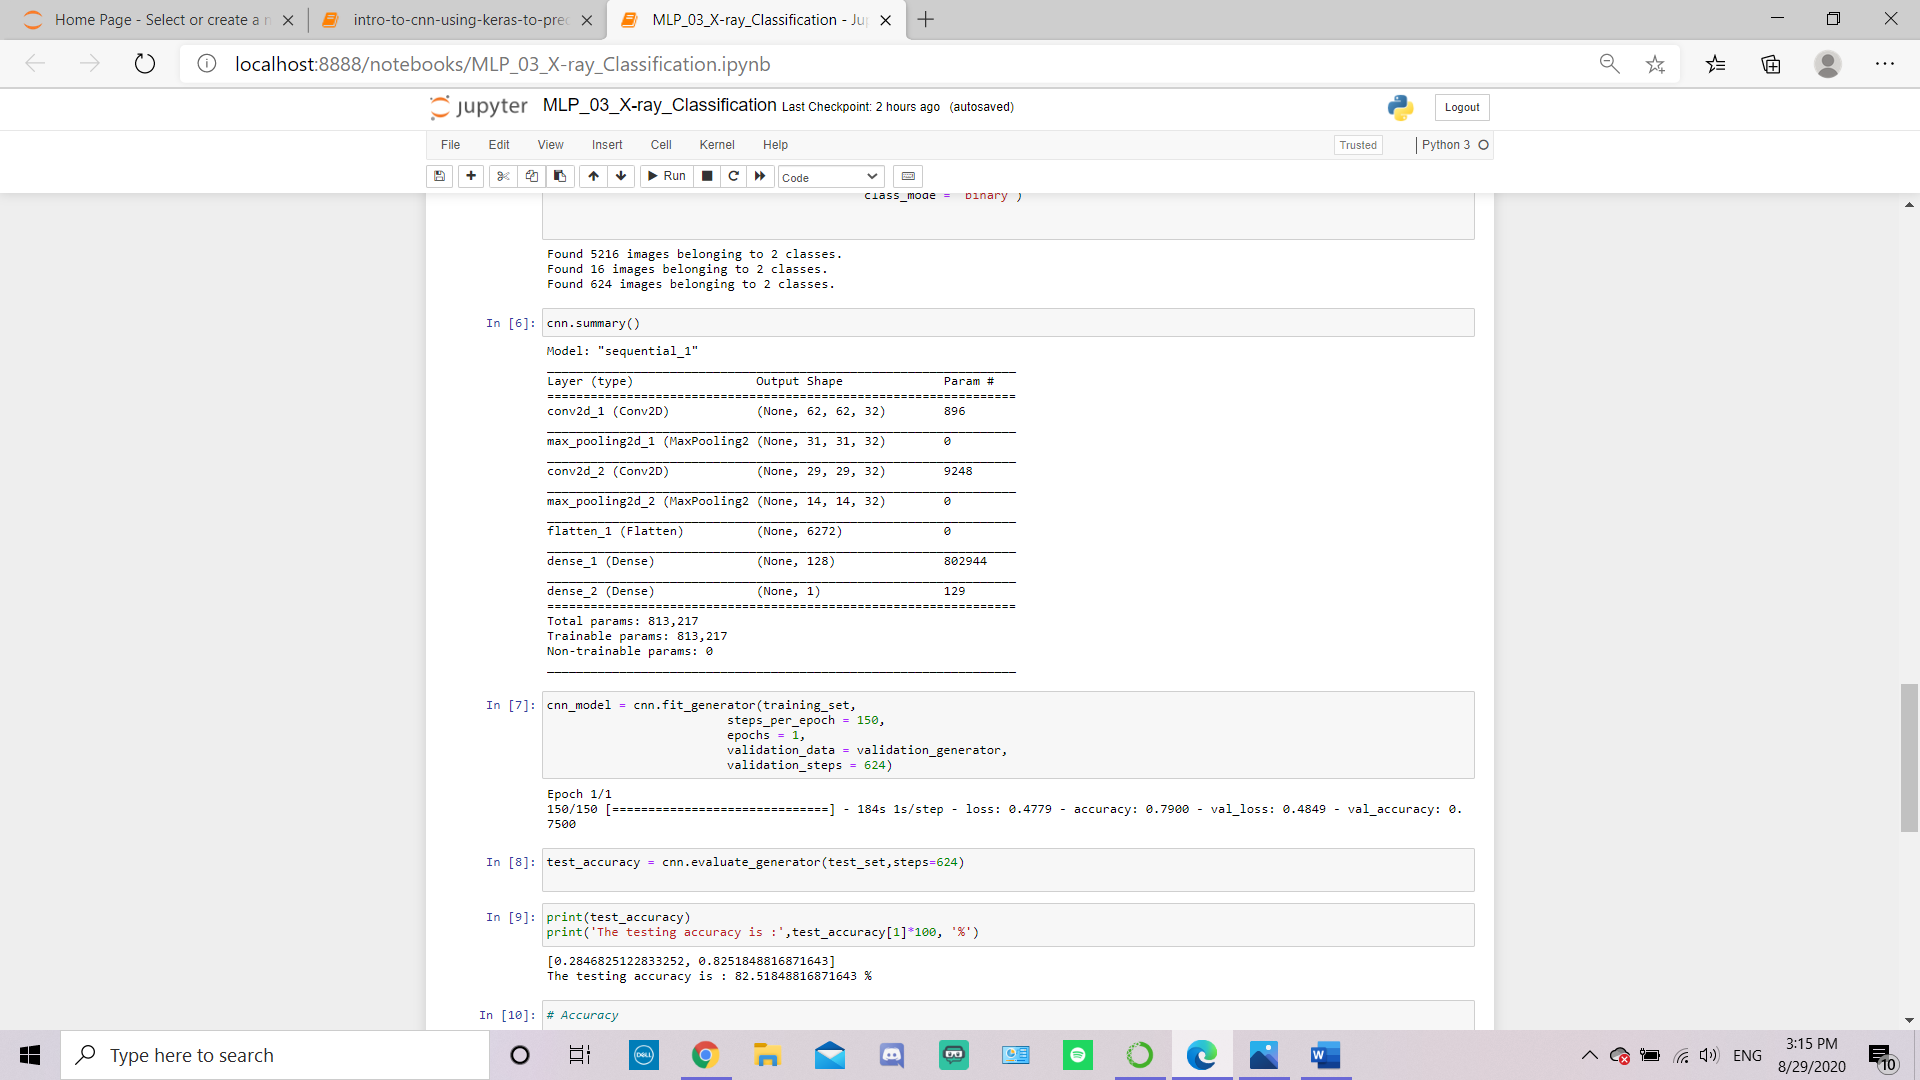 Home Page - Select or create a n
intro-to-cnn-using-keras-to-pred
MLP_03_X-ray_Classification - Ju
localhost:8888/notebooks/MLP_03_X-ray_Classification.ipynb
jupyter MLP_03_X-ray_Classification Last Checkpoint: 2 hours ago (autosaved)
Logout
File Edit View Insert Cell Kernel Help
Trusted
Python 3
Run
Code
class_mode = 'binary')
Found 5216 images belonging to 2 classes.
Found 16 images belonging to 2 classes.
Found 624 images belonging to 2 classes.
In [6]: cnn.summary()
Model: "sequential_1"
Layer (type) Output Shape Param #
conv2d_1 (Conv2D) (None, 62, 62, 32) 896
max_pooling2d_1 (MaxPooling2 (None, 31, 31, 32) 0
conv2d_2 (Conv2D) (None, 29, 29, 32) 9248
max_pooling2d_2 (MaxPooling2 (None, 14, 14, 32) 0
flatten_1 (Flatten) (None, 6272) 0
dense_1 (Dense) (None, 128) 802944
dense_2 (Dense) (None, 1) 129
Total params: 813,217
Trainable params: 813,217
Non-trainable params: 0
In [7]: cnn_model = cnn.fit_generator(training_set,
steps_per_epoch = 150,
epochs = 1,
validation_data = validation_generator,
validation_steps = 624)
Epoch 1/1
150/150 [==============================] - 184s 1s/step - loss: 0.4779 - accuracy: 0.7900 - val_loss: 0.4849 - val_accuracy: 0.
7500
In [8]: test_accuracy = cnn.evaluate_generator(test_set,steps=624)
In [9]: print(test_accuracy)
print('The testing accuracy is :',test_accuracy[1]*100, '%')
[0.2846825122833252, 0.8251848816871643]
The testing accuracy is : 82.51848816871643 %
In [10]: # Accuracy
Type here to search
DELL
W
ENG
3:15 PM
8/29/2020
10